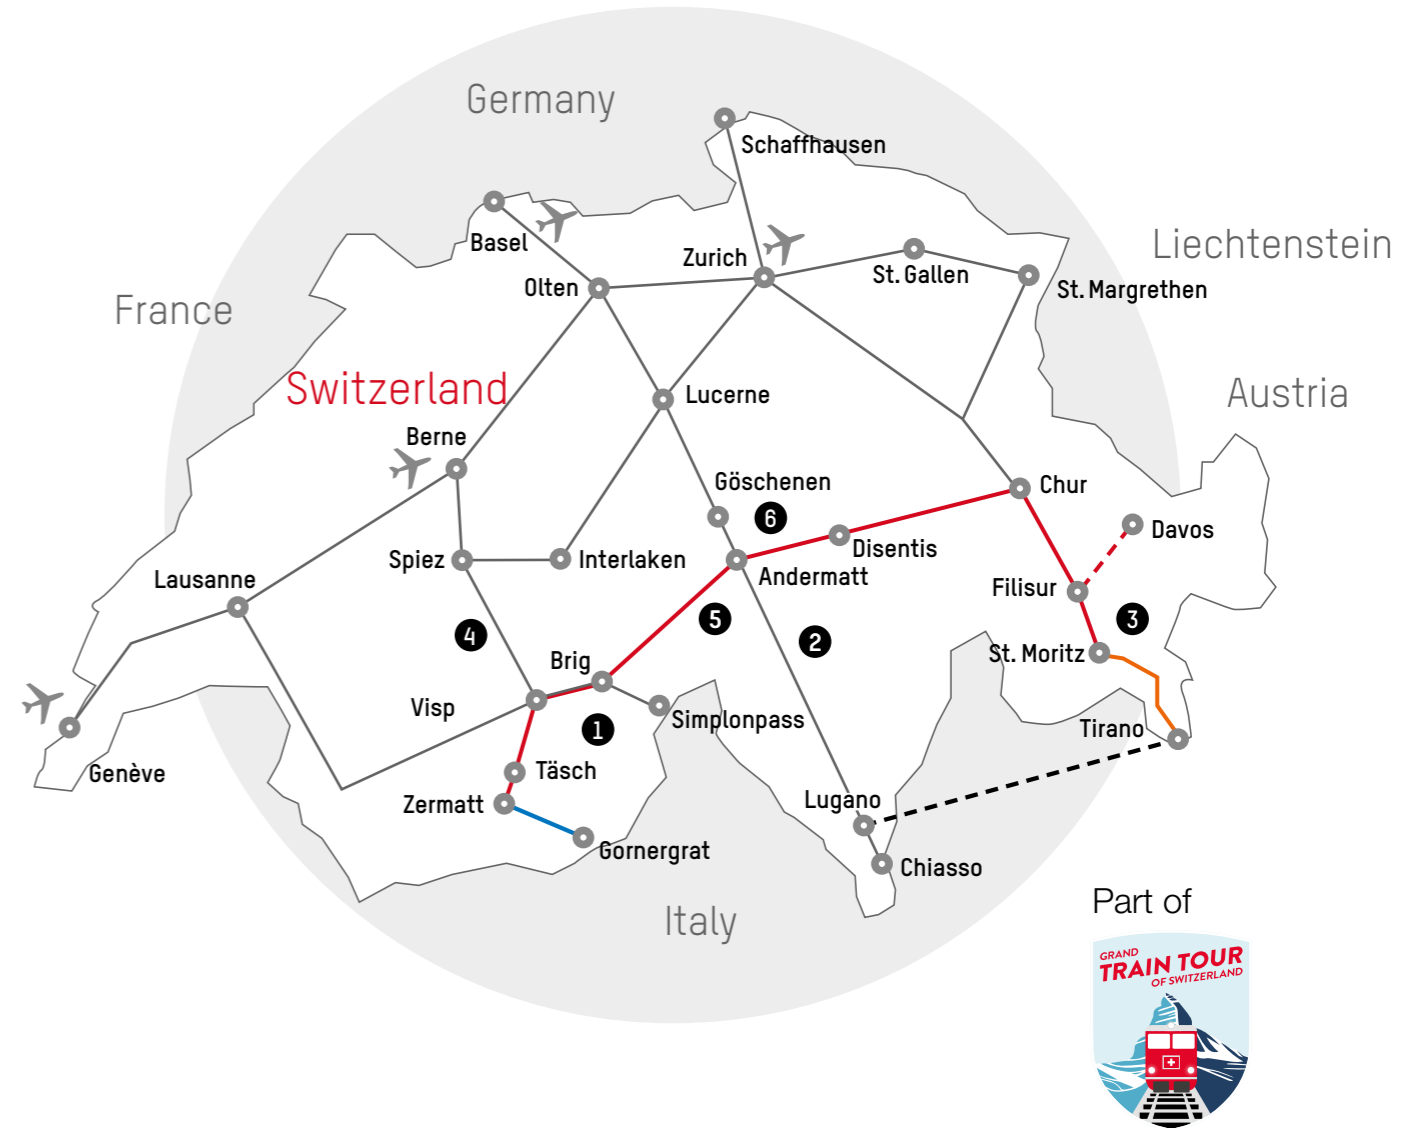 Germany
Schaffhausen
Liechtenstein
Basel
Zurich
St. Gallen
St. Margrethen
Olten
France
Switzerland
Lucerne
Austria
Berne
Göschenen
6
Chur
Davos
Spiez
Interlaken
Disentis
Andermatt
Lausanne
Filisur
4
5
2
3
Brig
St. Moritz
Visp
1
Simplonpass
Tirano
Genève
Täsch
Zermatt
Lugano
Gornergrat
Chiasso
Italy
Part of
GRAND
TRAIN TOUR
OF SWITZERLAND